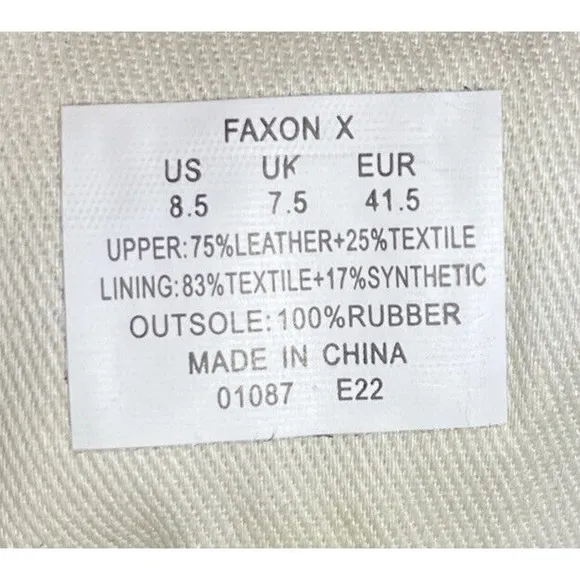 FAXON X
US UK EUR
8.5 7.5 41.5
UPPER:75%LEATHER+25%TEXTILE
LINING:83%TEXTILE+17%SYNTHETIC
OUTSOLE:100%RUBBER
MADE IN CHINA
01087 E22